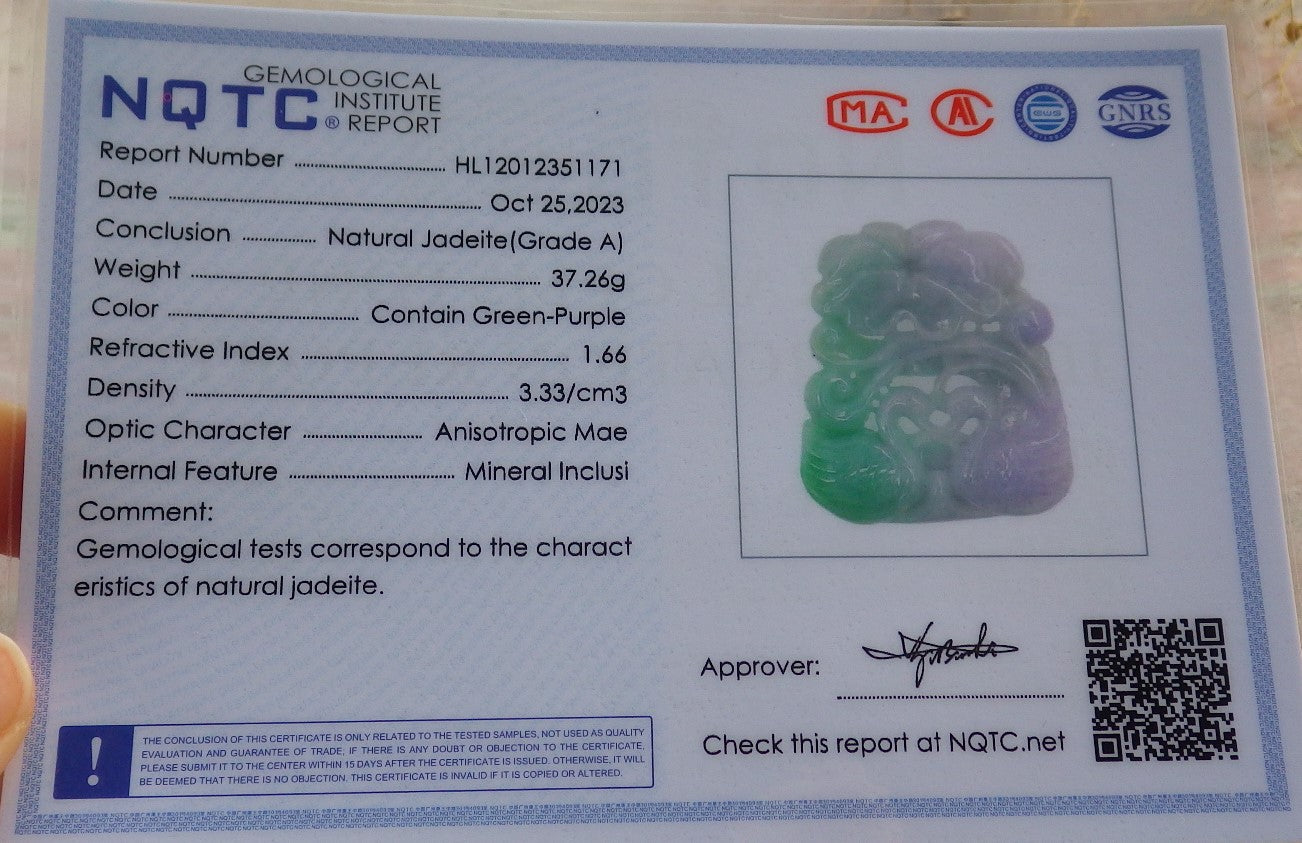 NQTC® GEMOLOGICAL
INSTITUTE
REPORT
MA
AL
GNRS
Report Number HL12012351171
Date Oct 25,2023
Conclusion Natural Jadeite(Grade A)
Weight 37.26g
Color Contain Green-Purple
Refractive Index 1.66
Density 3.33/cm3
Optic Character Anisotropic Mae
Internal Feature Mineral Inclusi
Comment:
Gemological tests correspond to the charact
eristics of natural jadeite.
! THE CONCLUSION OF THIS CERTIFICATE IS ONLY RELATED TO THE TESTED SAMPLES, NOT USED AS QUALITY
EVALUATION AND GUARANTEE OF TRADE, IF THERE IS ANY DOUBT OR OBJECTION TO THE CERTIFICATE,
PLEASE SUBMIT IT TO THE CENTER WITHIN 15 DAYS AFTER THE CERTIFICATE IS ISSUED. OTHERWISE, IT WILL
BE DEEMED THAT THERE IS NO OBJECTION. THIS CERTIFICATE IS INVALID IF IT IS COPIED OR ALTERED.
Approver:
Check this report at NQTC.net